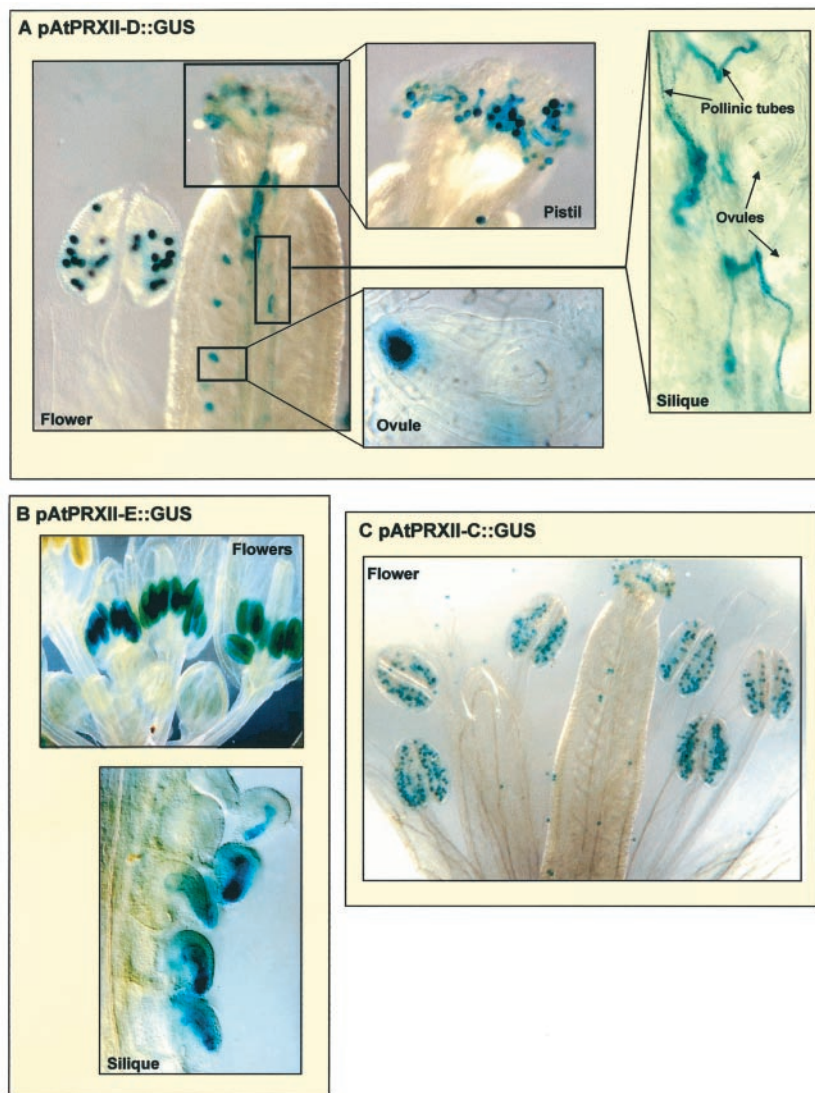 A pAtPRXII-D::GUS
Flower
Pistil
Ovule
Pollinic tubes
Ovules
Silique
B pAtPRXII-E::GUS
Flowers
Silique
C pAtPRXII-C::GUS
Flower